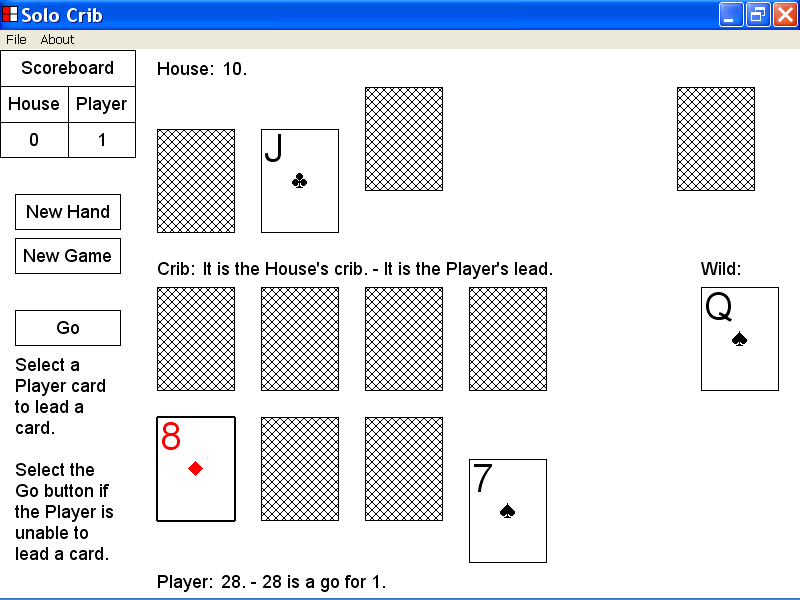 Solo Crib
File About
Scoreboard
House Player
0 1
New Hand
New Game
Go
Select a
Player card
to lead a
card.
Select the
Go button if
the Player is
unable to
lead a card.
House: 10.
J
Crib: It is the House's crib. - It is the Player's lead.
Wild:
Q
8
7
Player: 28. - 28 is a go for 1.